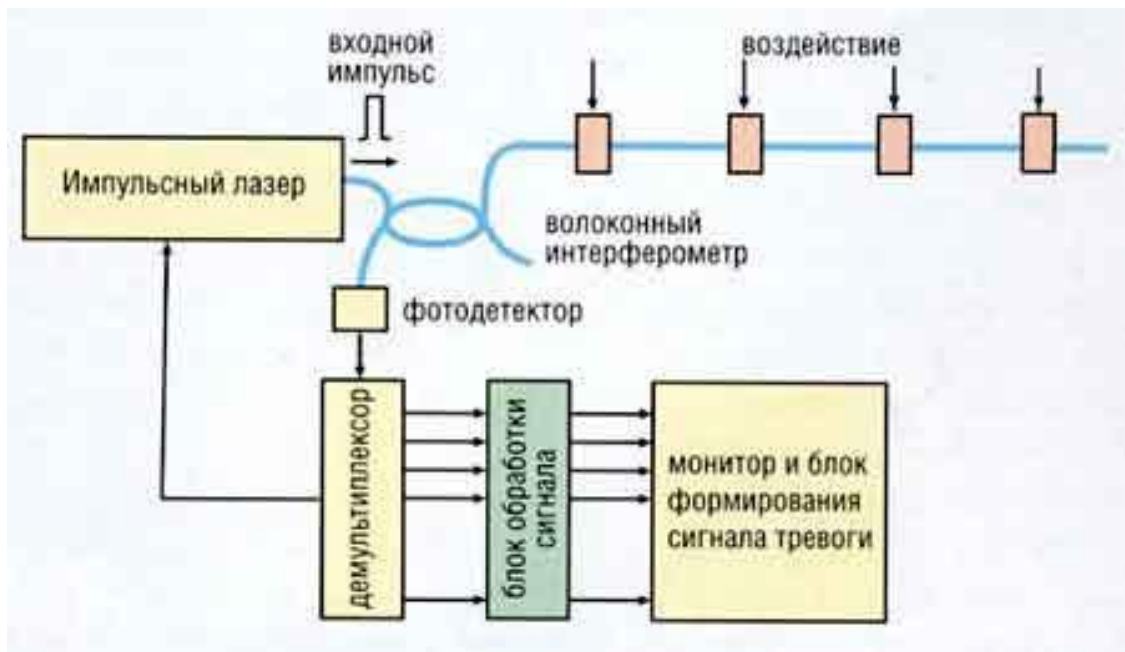 входной
импульс
воздействие
Импульсный лазер
волоконный
интерферометр
фотодетектор
демультиплексор
блок обработки
сигнала
монитор и блок
формирования
сигнала тревоги